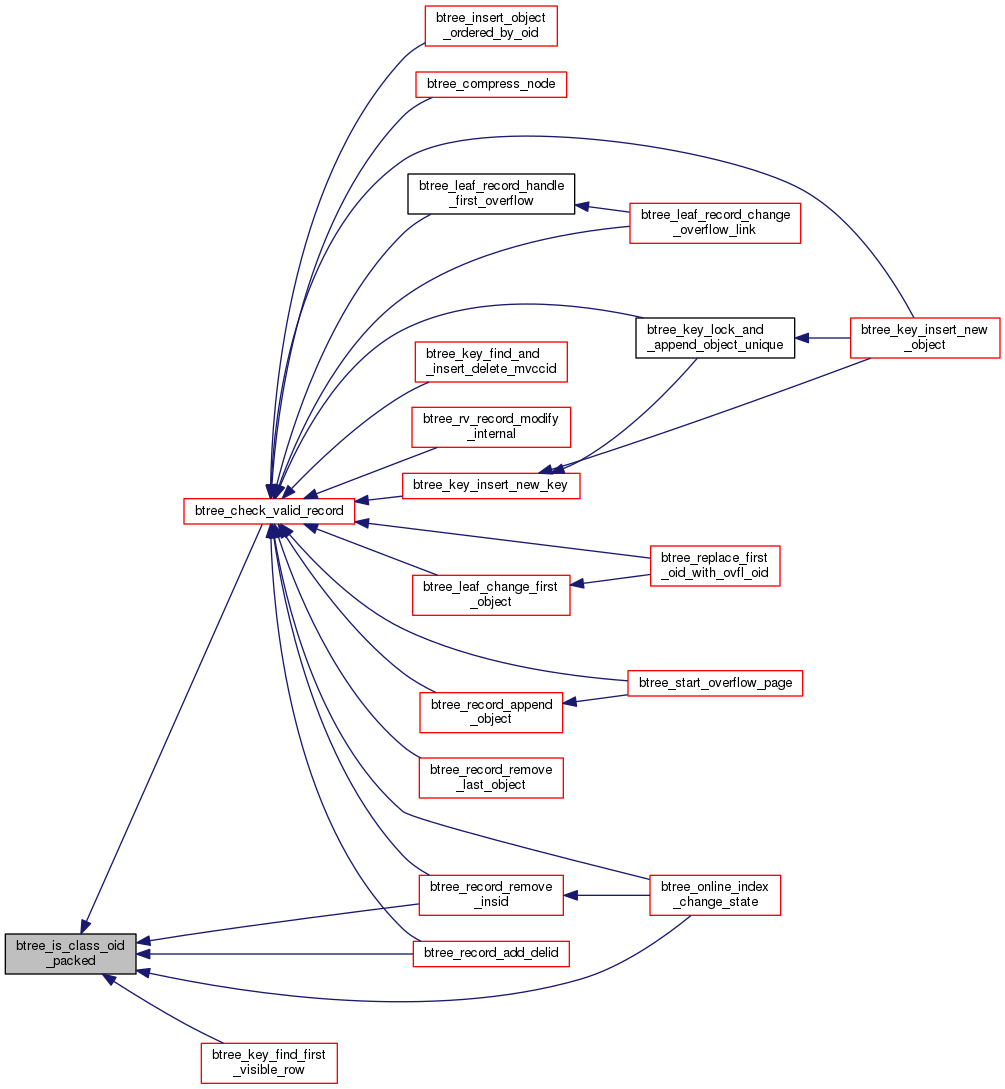 btree_insert_object
_ordered_by_oid
btree_compress_node
btree_leaf_record_handle
_first_overflow
btree_leaf_record_change
_overflow_link
btree_key_lock_and
_append_object_unique
btree_key_insert_new
_object
btree_key_find_and
_insert_delete_mvccid
btree_rv_record_modify
_internal
btree_key_insert_new_key
btree_check_valid_record
btree_replace_first
_oid_with_ovfl_oid
btree_leaf_change_first
_object
btree_start_overflow_page
btree_record_append
_object
btree_record_remove
_last_object
btree_record_remove
_insid
btree_online_index
_change_state
btree_is_class_oid
_packed
btree_record_add_delid
btree_key_find_first
_visible_row